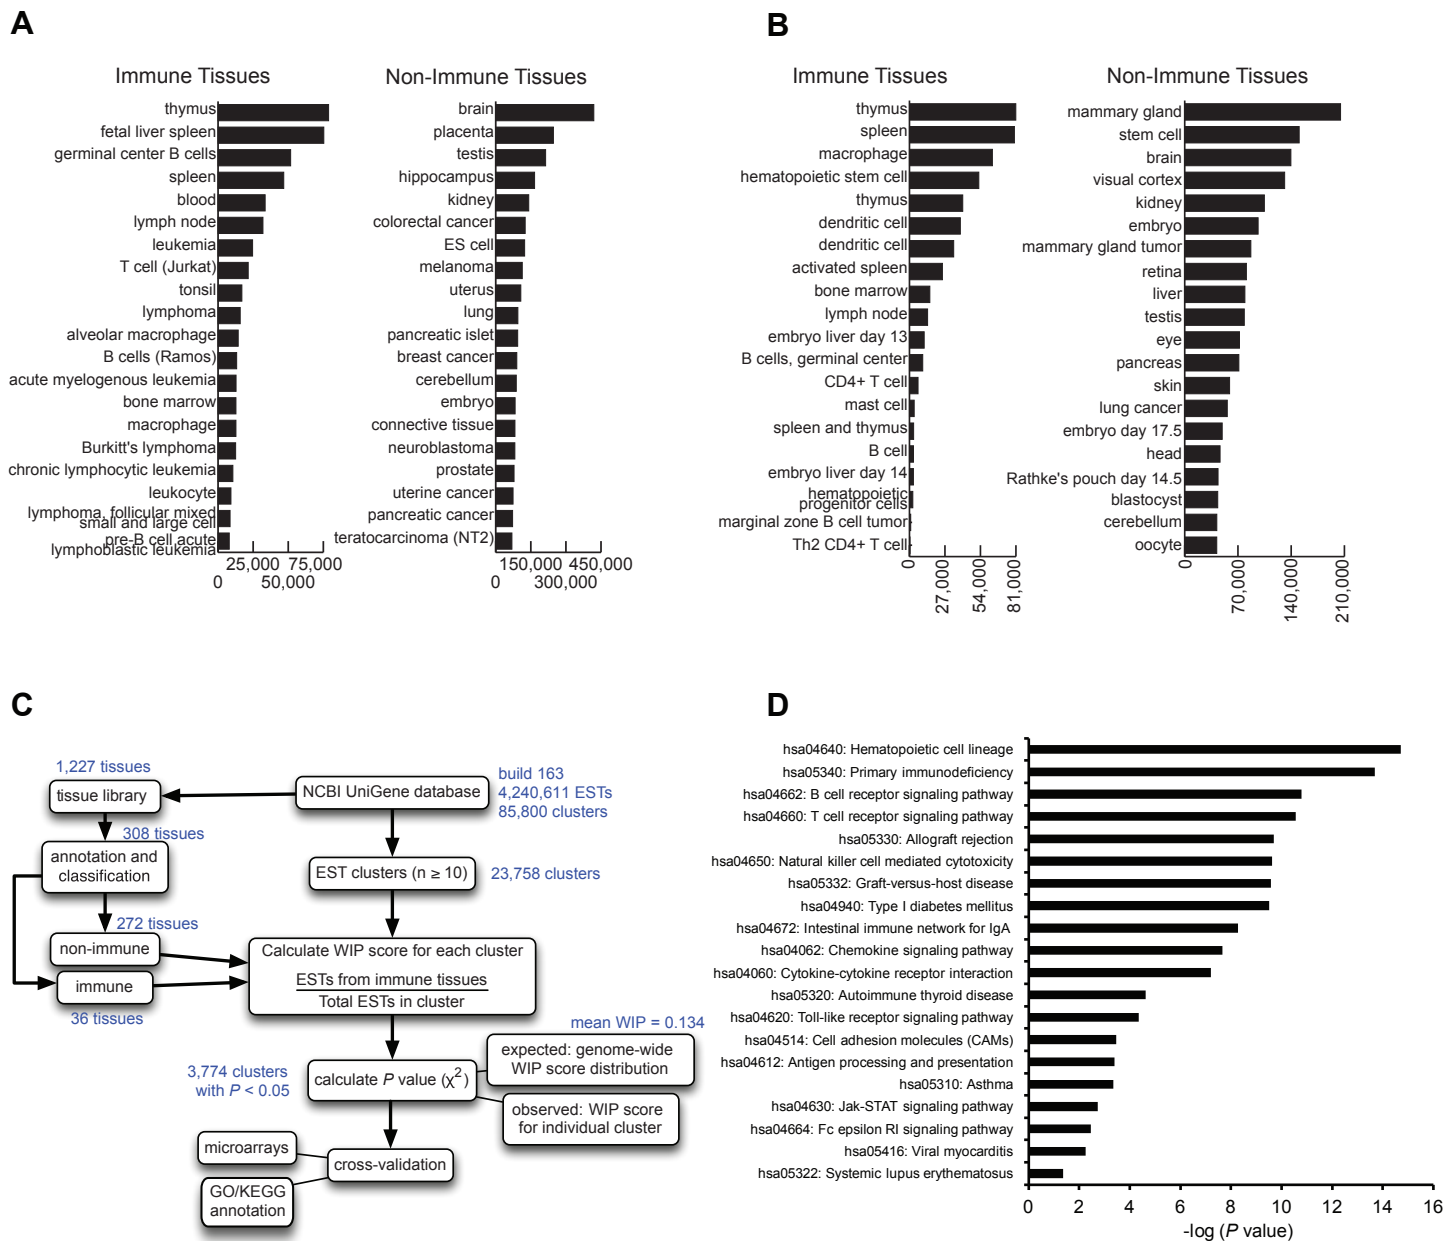 A
Immune Tissues
thymus
fetal liver spleen
germinal center B cells
spleen
blood
lymph node
leukemia
T cell (Jurkat)
tonsil
lymphoma
alveolar macrophage
B cells (Ramos)
acute myelogenous leukemia
bone marrow
macrophage
Burkitt's lymphoma
chronic lymphocytic leukemia
leukocyte
lymphoma, follicular mixed
small and large cell
pre-B cell acute
lymphoblastic leukemia
25,000 75,000
0 50,000
Non-Immune Tissues
brain
placenta
testis
hippocampus
kidney
colorectal cancer
ES cell
melanoma
uterus
lung
pancreatic islet
breast cancer
cerebellum
embryo
connective tissue
neuroblastoma
prostate
uterine cancer
pancreatic cancer
teratocarcinoma (NT2)
150,000 450,000
0 300,000
B
Immune Tissues
thymus
spleen
macrophage
hematopoietic stem cell
thymus
dendritic cell
dendritic cell
activated spleen
bone marrow
lymph node
embryo liver day 13
B cells, germinal center
CD4+ T cell
mast cell
spleen and thymus
B cell
embryo liver day 14
hematopoietic
progenitor cells
marginal zone B cell tumor
Th2 CD4+ T cell
0 27,000 54,000 81,000
Non-Immune Tissues
mammary gland
stem cell
brain
visual cortex
kidney
embryo
mammary gland tumor
retina
liver
testis
eye
pancreas
skin
lung cancer
embryo day 17.5
head
Rathke's pouch day 14.5
blastocyst
cerebellum
oocyte
0 70,000 140,000 210,000
C
1,227 tissues
tissue library
NCBI UniGene database
build 163
4,240,611 ESTs
85,800 clusters
308 tissues
annotation and
classification
EST clusters (n ≥ 10)
23,758 clusters
272 tissues
non-immune
immune
36 tissues
Calculate WIP score for each cluster
ESTs from immune tissues
Total ESTs in cluster
mean WIP = 0.134
expected: genome-wide
WIP score distribution
3,774 clusters
with P < 0.05
calculate P value (χ²)
observed: WIP score
for individual cluster
microarrays
cross-validation
GO/KEGG
annotation
D
hsa04640: Hematopoietic cell lineage
hsa05340: Primary immunodeficiency
hsa04662: B cell receptor signaling pathway
hsa04660: T cell receptor signaling pathway
hsa05330: Allograft rejection
hsa04650: Natural killer cell mediated cytotoxicity
hsa05332: Graft-versus-host disease
hsa04940: Type I diabetes mellitus
hsa04672: Intestinal immune network for IgA
hsa04062: Chemokine signaling pathway
hsa04060: Cytokine-cytokine receptor interaction
hsa05320: Autoimmune thyroid disease
hsa04620: Toll-like receptor signaling pathway
hsa04514: Cell adhesion molecules (CAMs)
hsa04612: Antigen processing and presentation
hsa05310: Asthma
hsa04630: Jak-STAT signaling pathway
hsa04664: Fc epsilon RI signaling pathway
hsa05416: Viral myocarditis
hsa05322: Systemic lupus erythematosus
0 2 4 6 8 10 12 14 16
-log (P value)